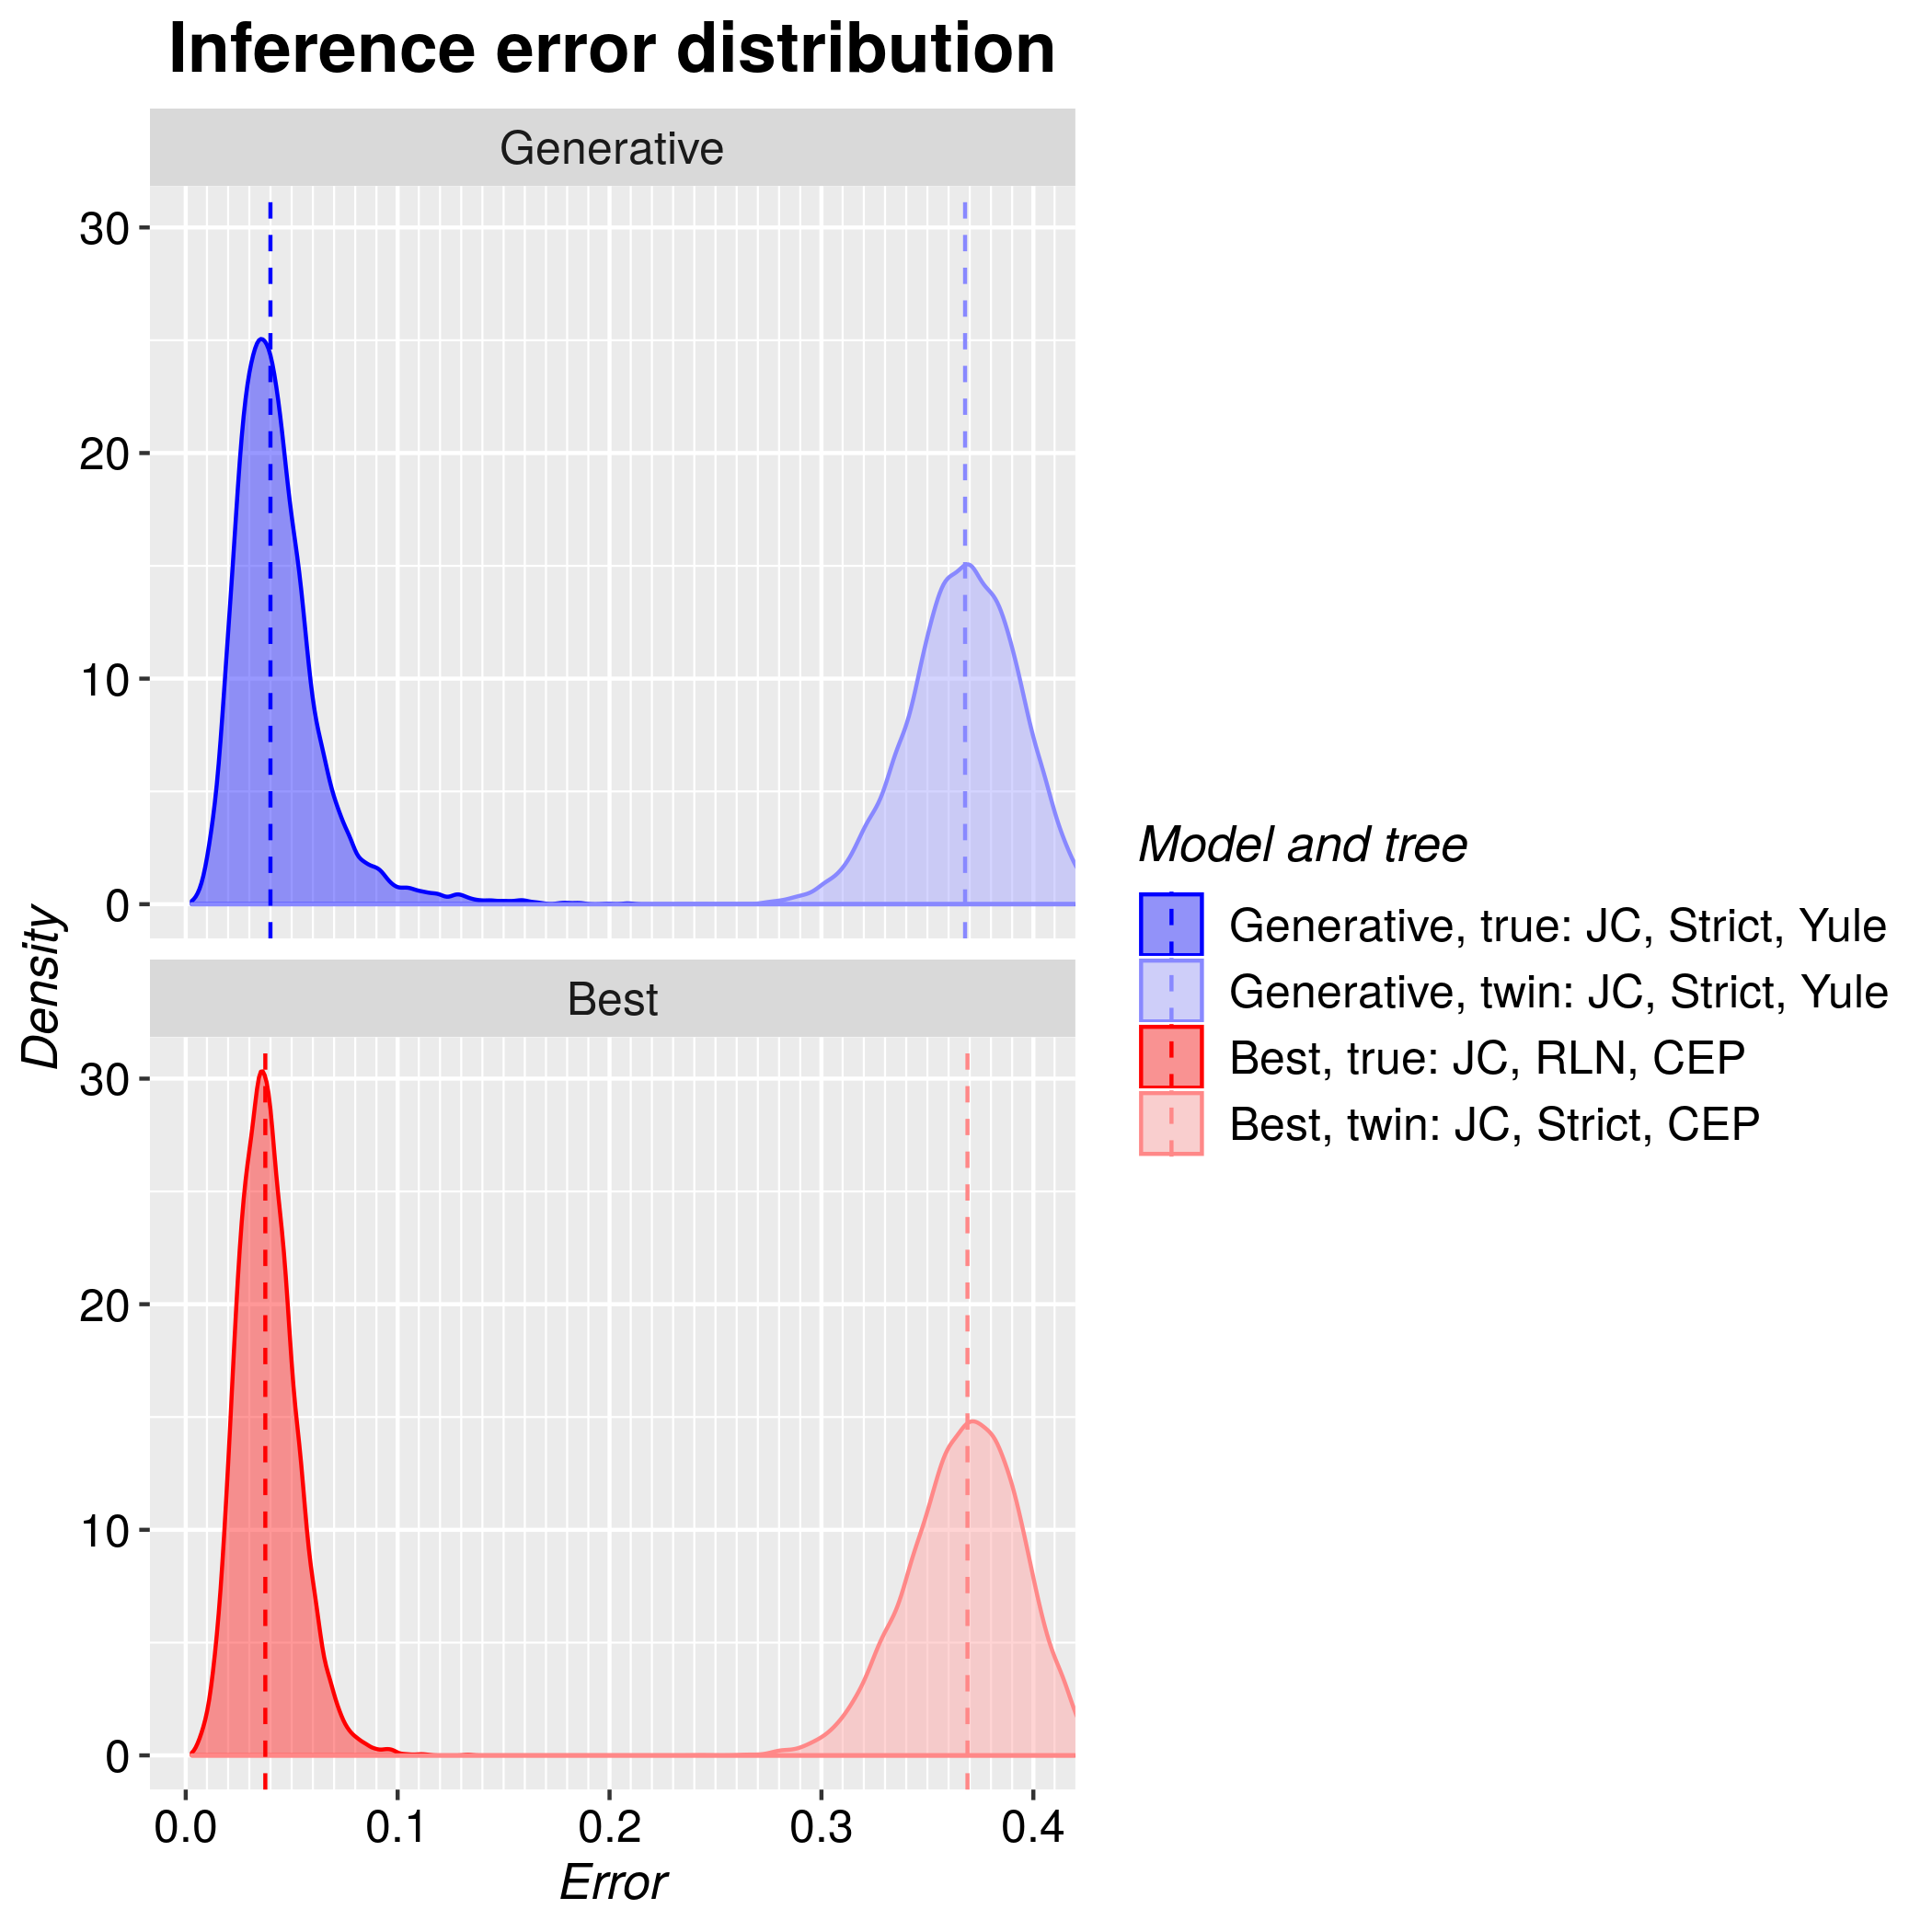 Inference error distribution
Generative
30
20
10
0
Best
30
20
10
0
0.0 0.1 0.2 0.3 0.4
Error
Density
Model and tree
Generative, true: JC, Strict, Yule
Generative, twin: JC, Strict, Yule
Best, true: JC, RLN, CEP
Best, twin: JC, Strict, CEP